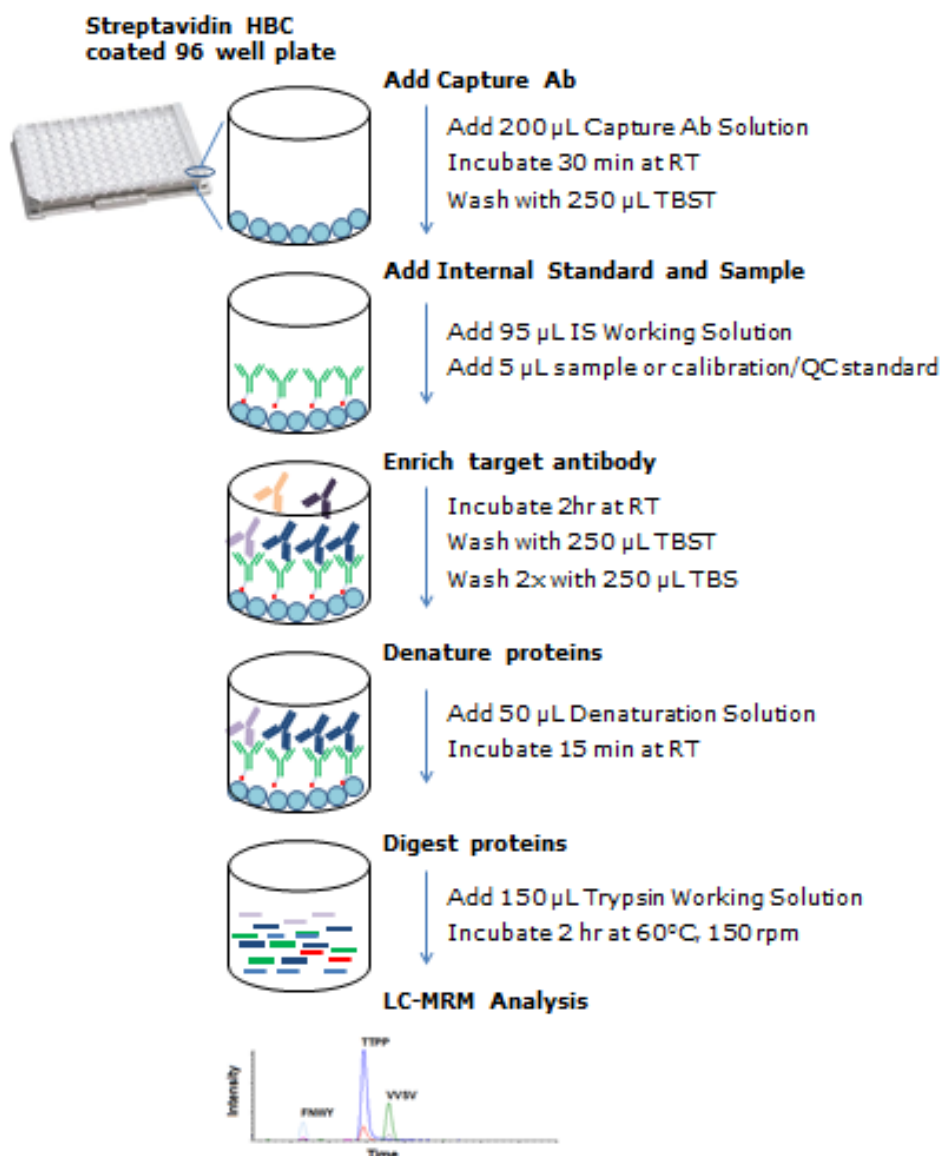 Streptavidin HBC
coated 96 well plate
Add Capture Ab
Add 200 µL Capture Ab Solution
Incubate 30 min at RT
Wash with 250 µL TBST
Add Internal Standard and Sample
Add 95 µL IS Working Solution
Add 5 µL sample or calibration/QC standard
Enrich target antibody
Incubate 2hr at RT
Wash with 250 µL TBST
Wash 2x with 250 µL TBS
Denature proteins
Add 50 µL Denaturation Solution
Incubate 15 min at RT
Digest proteins
Add 150 µL Trypsin Working Solution
Incubate 2 hr at 60°C, 150 rpm
LC-MRM Analysis
TTPP
VVSV
FNWY
Intensity
Time